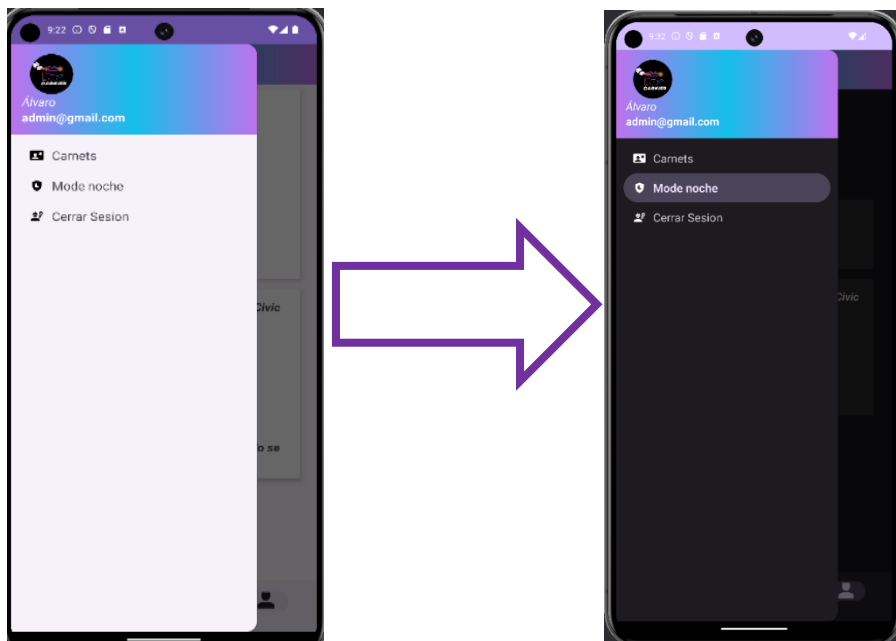 9:22
Álvaro
admin@gmail.com
Carnets
Mode noche
Cerrar Sesion
Civic
o se
9:32
Álvaro
admin@gmail.com
Carnets
Mode noche
Cerrar Sesion
Civic